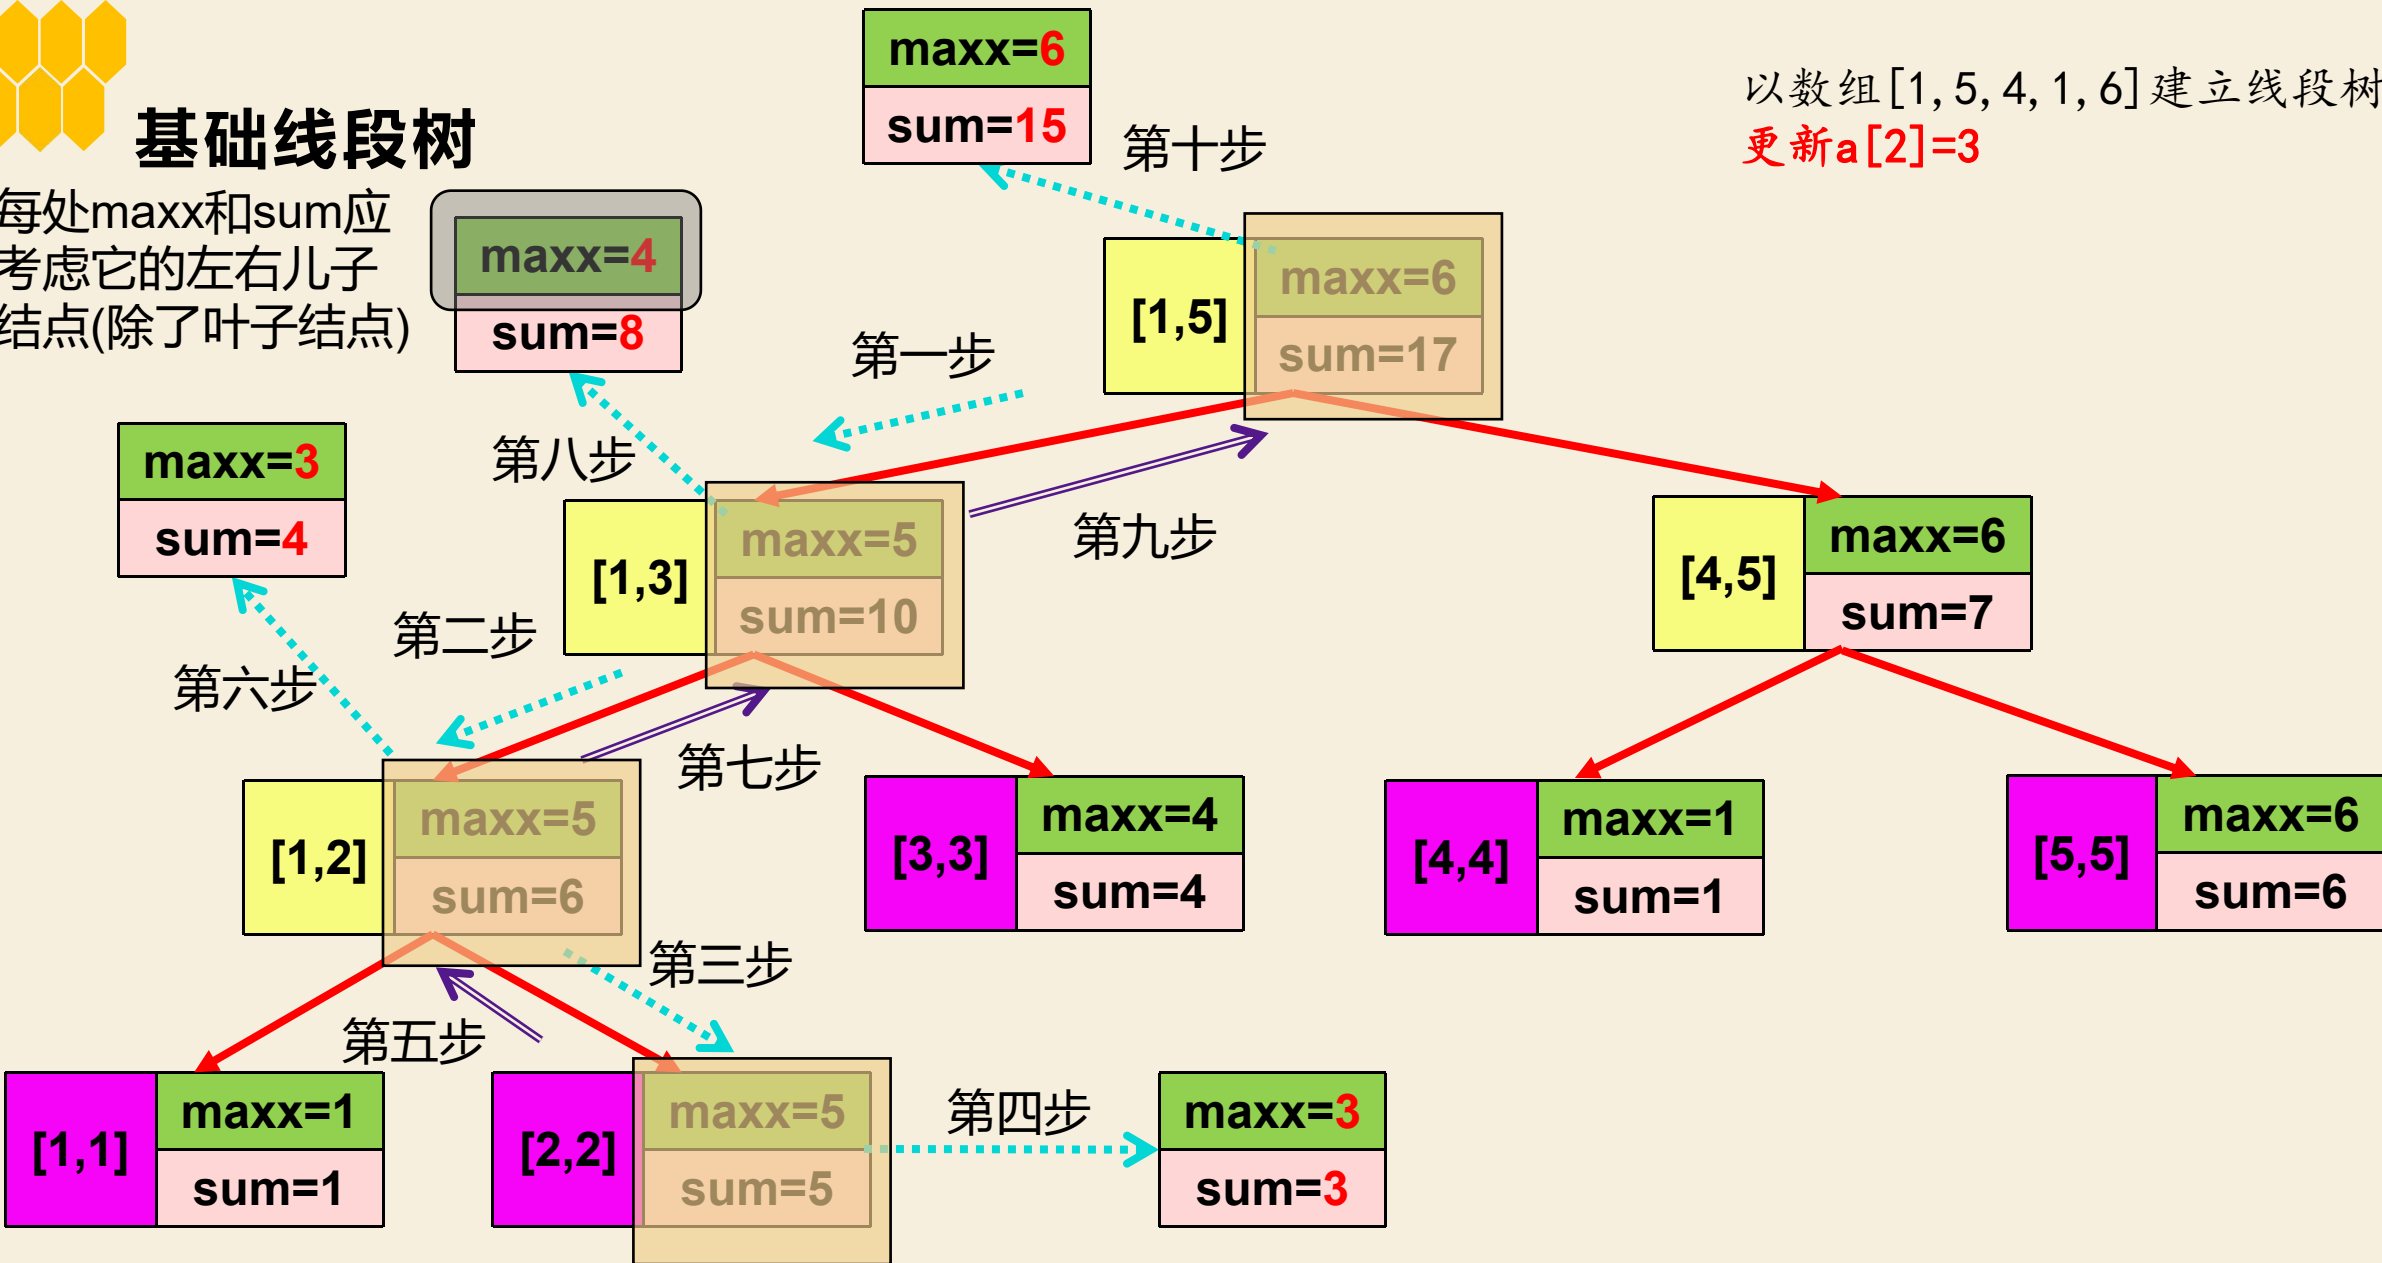 基础线段树
每处maxx和sum应
考虑它的左右儿子
结点(除了叶子结点)
以数组[1,5,4,1,6]建立线段树
更新a[2]=3
maxx=6
sum=15
第十步
maxx=4
sum=8
第一步
[1,5]
maxx=6
sum=17
第八步
maxx=3
sum=4
[1,3]
maxx=5
sum=10
第九步
[4,5]
maxx=6
sum=7
第二步
第六步
第七步
[1,2]
maxx=5
sum=6
[3,3]
maxx=4
sum=4
[4,4]
maxx=1
sum=1
[5,5]
maxx=6
sum=6
第三步
第五步
[1,1]
maxx=1
sum=1
[2,2]
maxx=5
sum=5
第四步
maxx=3
sum=3